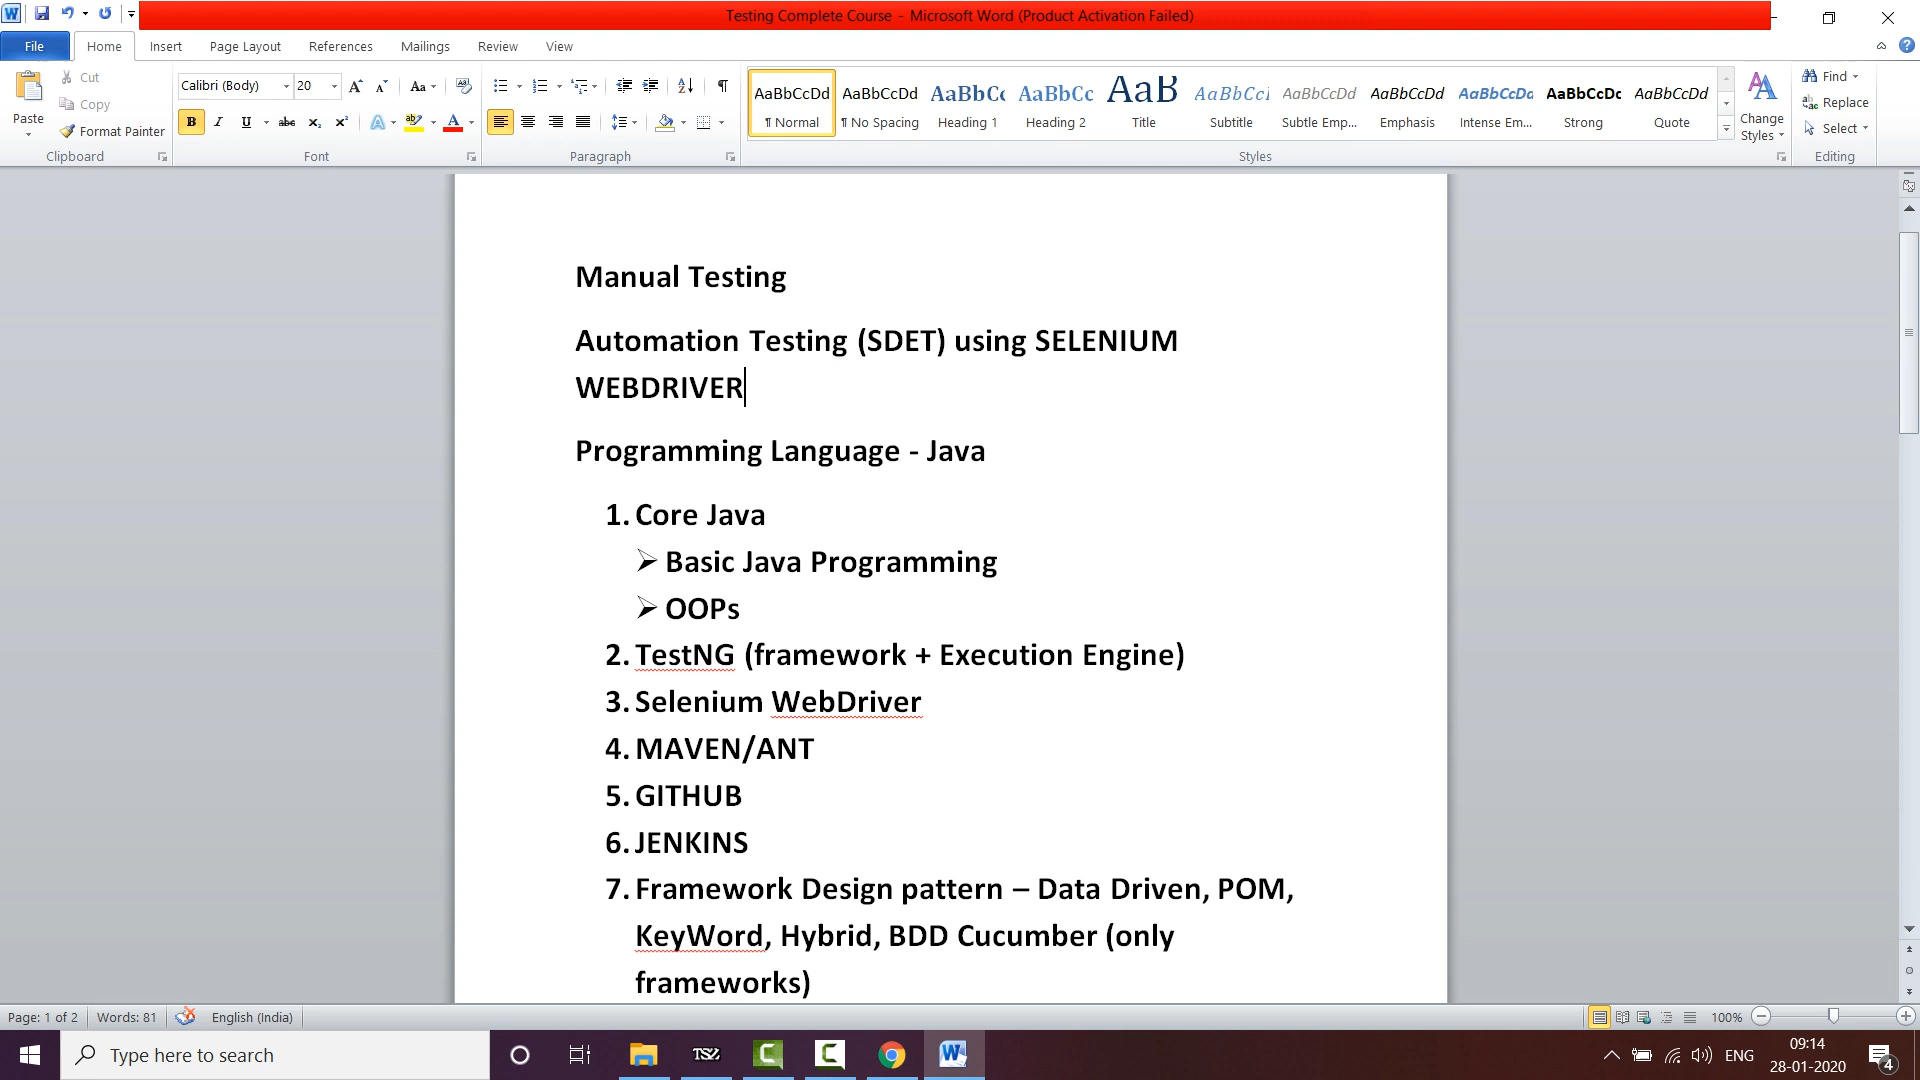 Testing Complete Course - Microsoft Word (Product Activation Failed)
File Home Insert Page Layout References Mailings Review View
Paste
Cut
Copy
Format Painter
Clipboard
Calibri (Body) 20
Font
Paragraph
AaBbCcDd AaBbCcDd AaBbCc AaBbCc AaB AaBbCcI AaBbCcDd AaBbCcDd AaBbCcDd AaBbCcDc AaBbCcDd
¶ Normal ¶ No Spacing Heading 1 Heading 2 Title Subtitle Subtle Emp... Emphasis Intense Em... Strong Quote
Change Styles
Styles
Find
Replace
Select
Editing
Manual Testing
Automation Testing (SDET) using SELENIUM
WEBDRIVER
Programming Language - Java
1. Core Java
➢ Basic Java Programming
➢ OOPs
2. TestNG (framework + Execution Engine)
3. Selenium WebDriver
4. MAVEN/ANT
5. GITHUB
6. JENKINS
7. Framework Design pattern – Data Driven, POM,
KeyWord, Hybrid, BDD Cucumber (only
frameworks)
Page: 1 of 2 Words: 81 English (India) 100%
Type here to search
ENG
09:14
28-01-2020
4